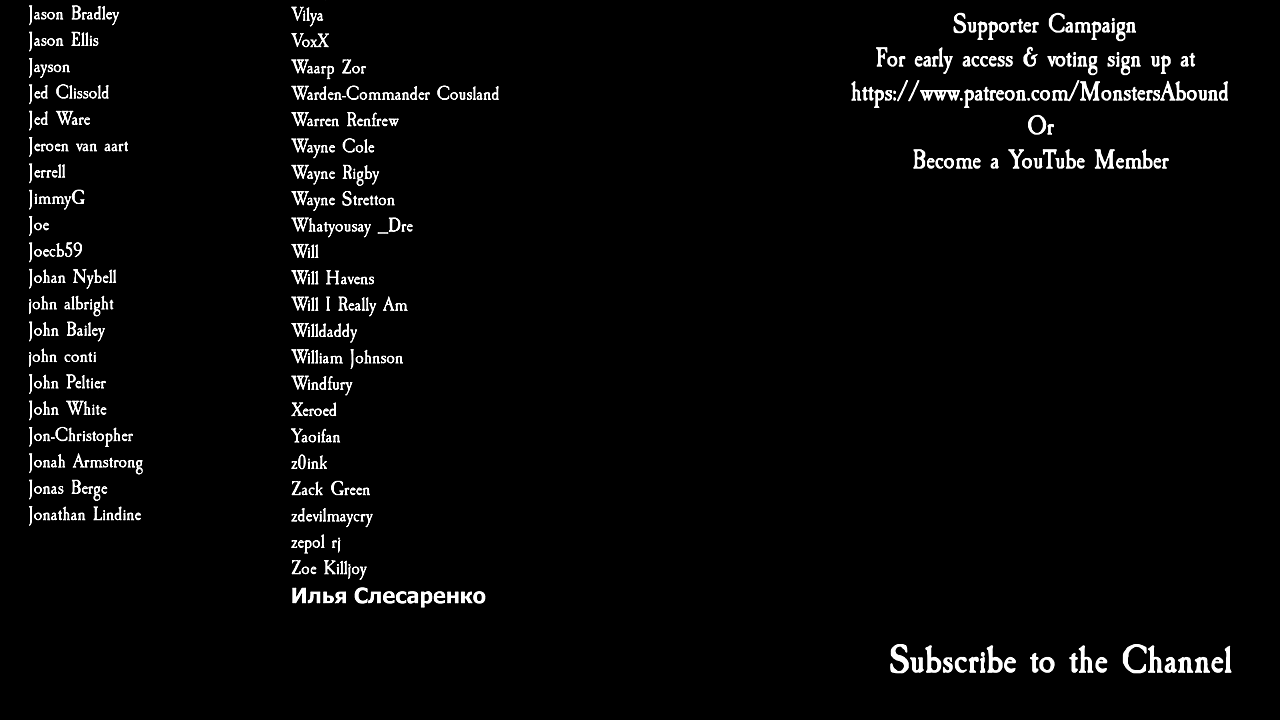 Jason Bradley
Jason Ellis
Jayson
Jed Clissold
Jed Ware
Jeroen van aart
Jerrell
JimmyG
Joe
Joecb59
Johan Nybell
john albright
John Bailey
john conti
John Peltier
John White
Jon-Christopher
Jonah Armstrong
Jonas Berge
Jonathan Lindine
Vilya
VoxX
Waarp Zor
Warden-Commander Cousland
Warren Renfrew
Wayne Cole
Wayne Rigby
Wayne Stretton
Whatyousay _Dre
Will
Will Havens
Will I Really Am
Willdaddy
William Johnson
Windfury
Xeroed
Yaoifan
z0ink
Zack Green
zdevilmaycry
zepol rj
Zoe Killjoy
Илья Слесаренко
Supporter Campaign
For early access & voting sign up at
https://www.patreon.com/MonstersAbound
Or
Become a YouTube Member
Subscribe to the Channel